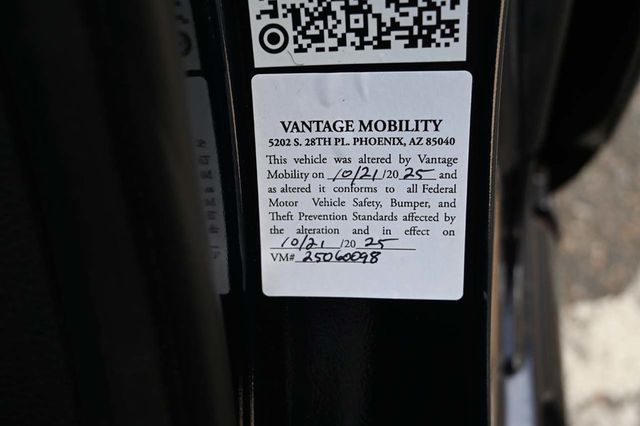 VANTAGE MOBILITY
5202 S. 28TH PL. PHOENIX, AZ 85040
This vehicle was altered by Vantage
Mobility on 10/21/2025 and
as altered it conforms to all Federal
Motor Vehicle Safety, Bumper, and
Theft Prevention Standards affected by
the alteration and in effect on
10/21/2025
VM# 25060098